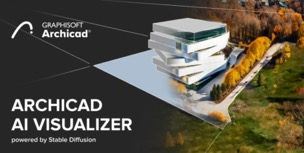 GRAPHISOFT
Archicad®
ARCHICAD
AI VISUALIZER
powered by Stable Diffusion